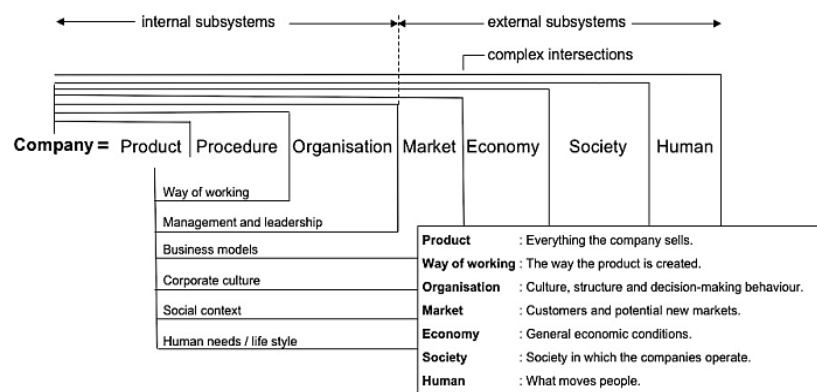 internal subsystems external subsystems
complex intersections
Company = Product Procedure Organisation Market Economy Society Human
Way of working
Management and leadership
Business models
Corporate culture
Social context
Human needs / life style
Product : Everything the company sells.
Way of working : The way the product is created.
Organisation : Culture, structure and decision-making behaviour.
Market : Customers and potential new markets.
Economy : General economic conditions.
Society : Society in which the companies operate.
Human : What moves people.